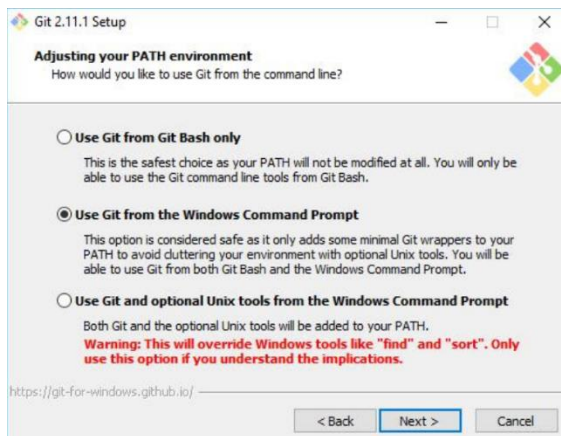 Git 2.11.1 Setup
Adjusting your PATH environment
How would you like to use Git from the command line?
Use Git from Git Bash only
This is the safest choice as your PATH will not be modified at all. You will only be
able to use the Git command line tools from Git Bash.
Use Git from the Windows Command Prompt
This option is considered safe as it only adds some minimal Git wrappers to your
PATH to avoid cluttering your environment with optional Unix tools. You will be
able to use Git from both Git Bash and the Windows Command Prompt.
Use Git and optional Unix tools from the Windows Command Prompt
Both Git and the optional Unix tools will be added to your PATH.
Warning: This will override Windows tools like "find" and "sort". Only
use this option if you understand the implications.
https://git-for-windows.github.io/
< Back Next > Cancel